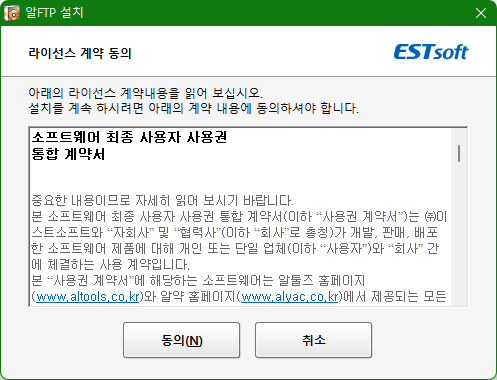 알FTP 설치
라이선스 계약 동의
ESTsoft
아래의 라이선스 계약내용을 읽어 보십시오.
설치를 계속 하시려면 아래의 계약 내용에 동의하셔야 합니다.
소프트웨어 최종 사용자 사용권
통합 계약서
중요한 내용이므로 자세히 읽어 보시기 바랍니다.
본 소프트웨어 최종 사용자 사용권 통합 계약서(이하 “사용권 계약서”)는 ㈜이
스트소프트와 “자회사” 및 “협력사”(이하 “회사”로 총칭)가 개발, 판매, 배포
한 소프트웨어 제품에 대해 개인 또는 단일 업체(이하 “사용자”)와 “회사” 간
에 체결하는 사용 계약입니다.
본 “사용권 계약서”에 해당하는 소프트웨어는 알툴즈 홈페이지
(www.altools.co.kr)와 알약 홈페이지(www.alyac.co.kr)에서 제공되는 모든
동의(N)
취소